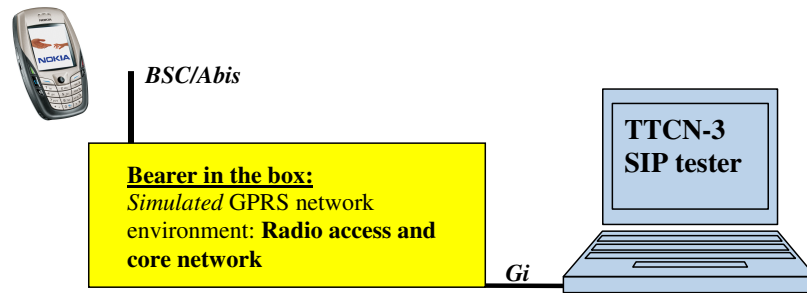 NOKIA
BSC/Abis
TTCN-3
SIP tester
Bearer in the box:
Simulated GPRS network
environment: Radio access and
core network
Gi